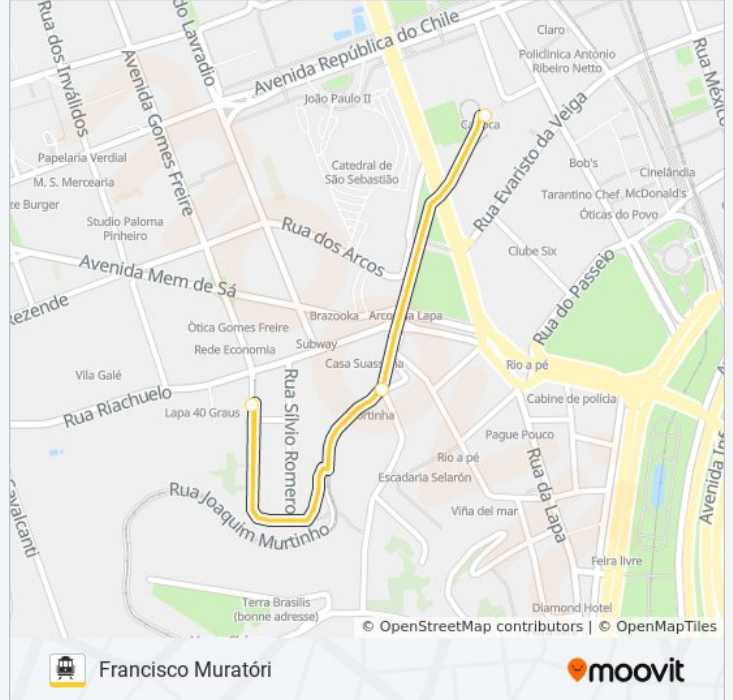 Rua dos Inválidos
do Lavradio
Avenida Gomes Freire
Avenida República do Chile
Claro
Policlínica Antonio
Ribeiro Netto
Rua México
João Paulo II
Rua Evaristo da Veiga
Papelaria Verdial
M. S. Mercearia
ze Burger
Catedral de
São Sebastião
Bob's
Cinelândia
Tarantino Chef
McDonald's
Óticas do Povo
Studio Paloma
Pinheiro
Rua dos Arcos
Clube Six
Rua do Passeio
Avenida Mem de Sá
Rezende
Brazooka
Arcos da Lapa
Òtica Gomes Freire
Rede Economia
Subway
Casa Suassuna
Rio a pé
Vila Galé
Rua Riachuelo
Lapa 40 Graus
Rua Sílvio Romero
Cabine de polícia
Pague Pouco
Rio a pé
Escadaria Selarón
Rua da Lapa
Viña del mar
Rua Joaquim Murtinho
avalcanti
Feira livre
Terra Brasilis
(bonne adresse)
Diamond Hotel
© OpenStreetMap contributors | © OpenMapTiles
Francisco Muratóri
moovit